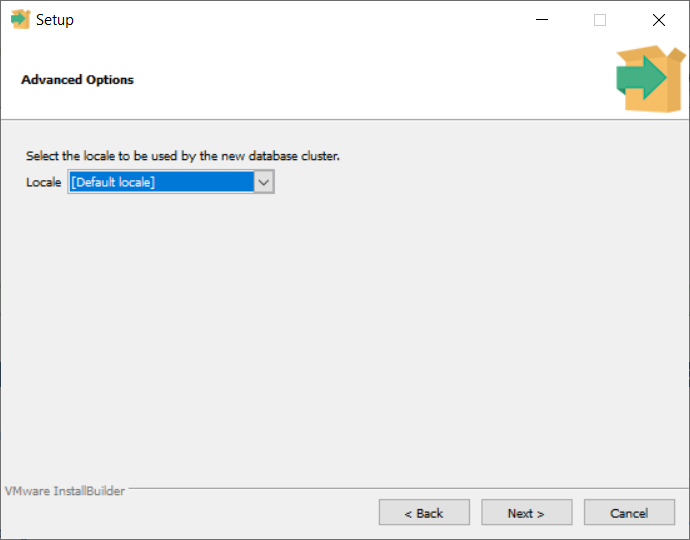 Setup
Advanced Options
Select the locale to be used by the new database cluster.
Locale [Default locale]
VMware InstallBuilder
< Back Next > Cancel